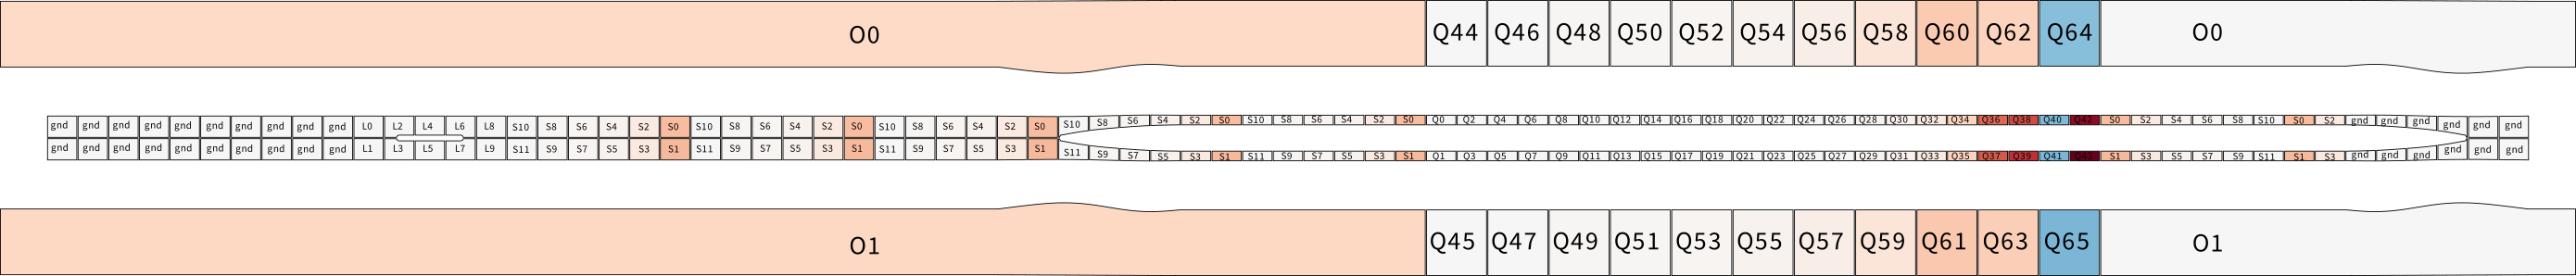 O0 Q44 Q46 Q48 Q50 Q52 Q54 Q56 Q58 Q60 Q62 Q64 O0
gnd gnd gnd gnd gnd gnd gnd gnd gnd gnd L0 L2 L4 L6 L8 S10 S8 S6 S4 S2 S0 S10 S8 S6 S4 S2 S0 S10 S8 S6 S4 S2 S0 S10 S8 S6 S4 S2 S0 S10 S8 S6 S4 S2 S0 Q0 Q2 Q4 Q6 Q8 Q10 Q12 Q14 Q16 Q18 Q20 Q22 Q24 Q26 Q28 Q30 Q32 Q34 Q36 Q38 Q40 Q42 S0 S2 S4 S6 S8 S10 S0 S2 gnd gnd gnd gnd gnd gnd
gnd gnd gnd gnd gnd gnd gnd gnd gnd gnd L1 L3 L5 L7 L9 S11 S9 S7 S5 S3 S1 S11 S9 S7 S5 S3 S1 S11 S9 S7 S5 S3 S1 S11 S9 S7 S5 S3 S1 S11 S9 S7 S5 S3 S1 Q1 Q3 Q5 Q7 Q9 Q11 Q13 Q15 Q17 Q19 Q21 Q23 Q25 Q27 Q29 Q31 Q33 Q35 Q37 Q39 Q41 Q43 S1 S3 S5 S7 S9 S11 S1 S3 gnd gnd gnd gnd gnd gnd
O1 Q45 Q47 Q49 Q51 Q53 Q55 Q57 Q59 Q61 Q63 Q65 O1